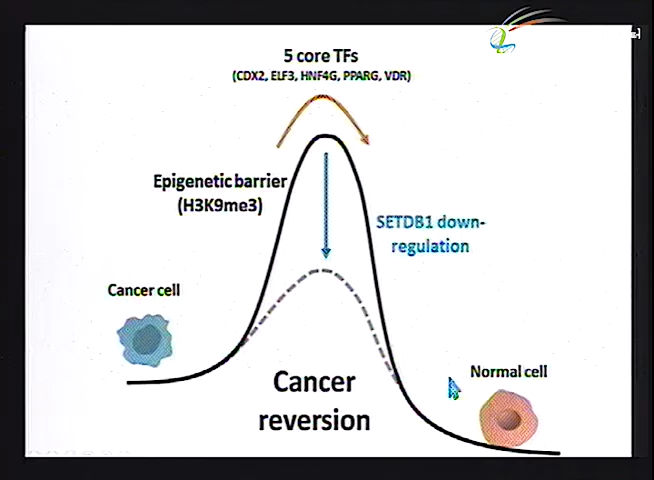 5 core TFs
(CDX2, ELF3, HNF4G, PPARG, VDR)
Epigenetic barrier
(H3K9me3)
SETDB1 down-
regulation
Cancer cell
Normal cell
Cancer
reversion